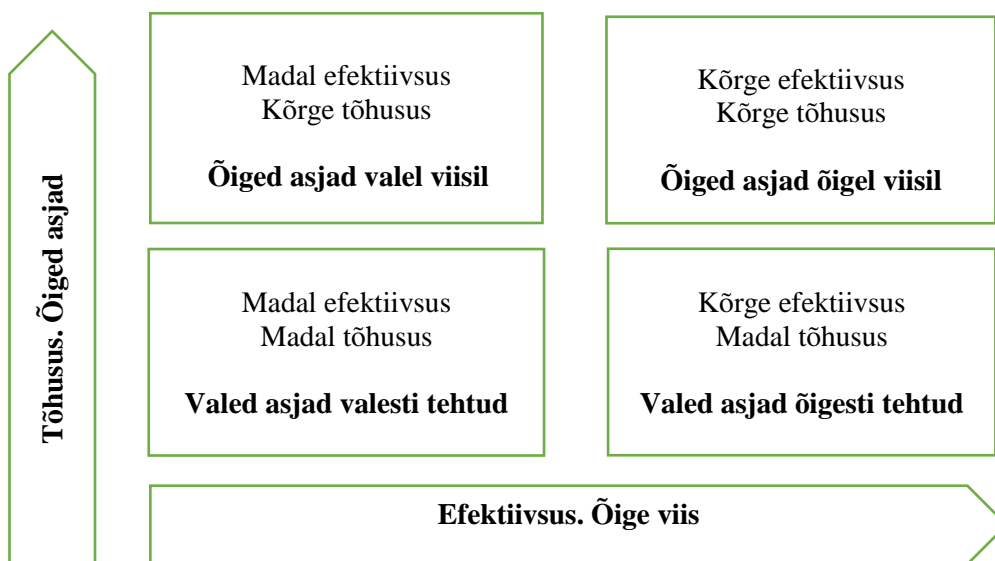 Tõhusus. Õiged asjad
Madal efektiivsus
Kõrge tõhusus
Õiged asjad valel viisil
Kõrge efektiivsus
Kõrge tõhusus
Õiged asjad õigel viisil
Madal efektiivsus
Madal tõhusus
Valed asjad valesti tehtud
Kõrge efektiivsus
Madal tõhusus
Valed asjad õigesti tehtud
Efektiivsus. Õige viis